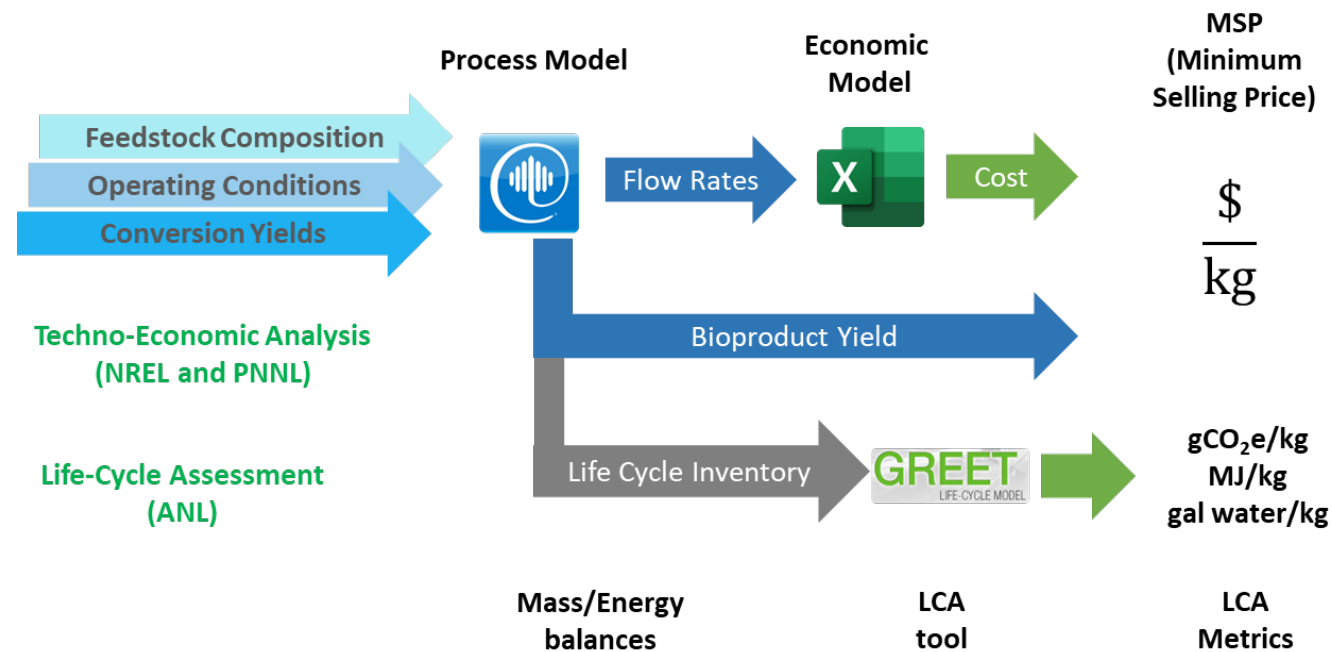 Process Model
Economic
Model
MSP
(Minimum
Selling Price)
Feedstock Composition
Operating Conditions
Conversion Yields
Flow Rates
X
Cost
$
kg
Bioproduct Yield
Techno-Economic Analysis
(NREL and PNNL)
Life-Cycle Assessment
(ANL)
Life Cycle Inventory
GREET
LIFE-CYCLE MODEL
gCO₂e/kg
MJ/kg
gal water/kg
Mass/Energy
balances
LCA
tool
LCA
Metrics